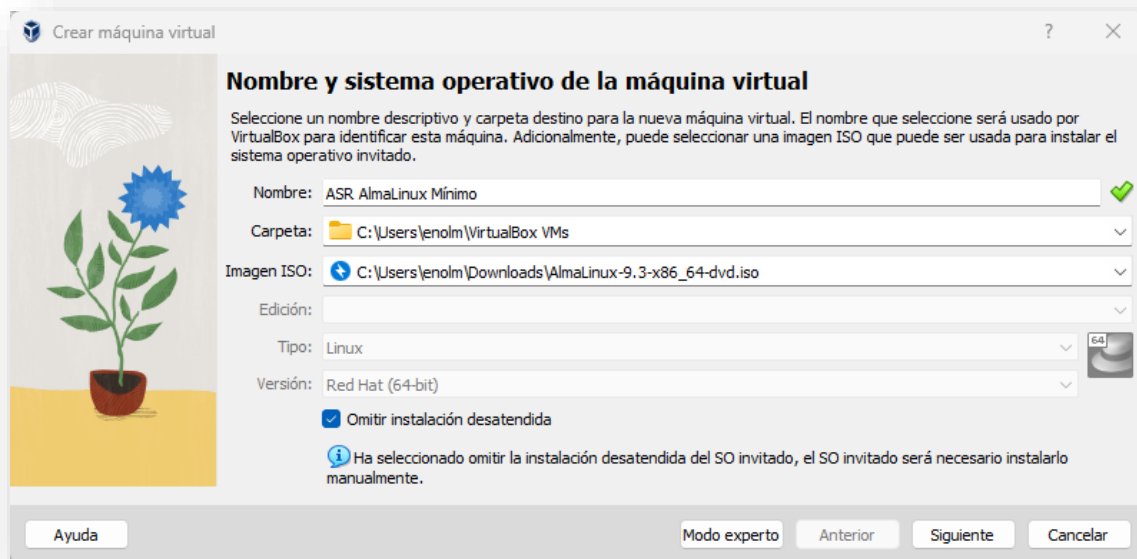 Crear máquina virtual
?
Nombre y sistema operativo de la máquina virtual
Seleccione un nombre descriptivo y carpeta destino para la nueva máquina virtual. El nombre que seleccione será usado por
VirtualBox para identificar esta máquina. Adicionalmente, puede seleccionar una imagen ISO que puede ser usada para instalar el
sistema operativo invitado.
Nombre: ASR AlmaLinux Mínimo
Carpeta: C:\Users\enolm\VirtualBox VMs
Imagen ISO: C:\Users\enolm\Downloads\AlmaLinux-9.3-x86_64-dvd.iso
Edición:
Tipo: Linux
64
Versión: Red Hat (64-bit)
Omitir instalación desatendida
Ha seleccionado omitir la instalación desatendida del SO invitado, el SO invitado será necesario instalarlo
manualmente.
Ayuda Modo experto Anterior Siguiente Cancelar